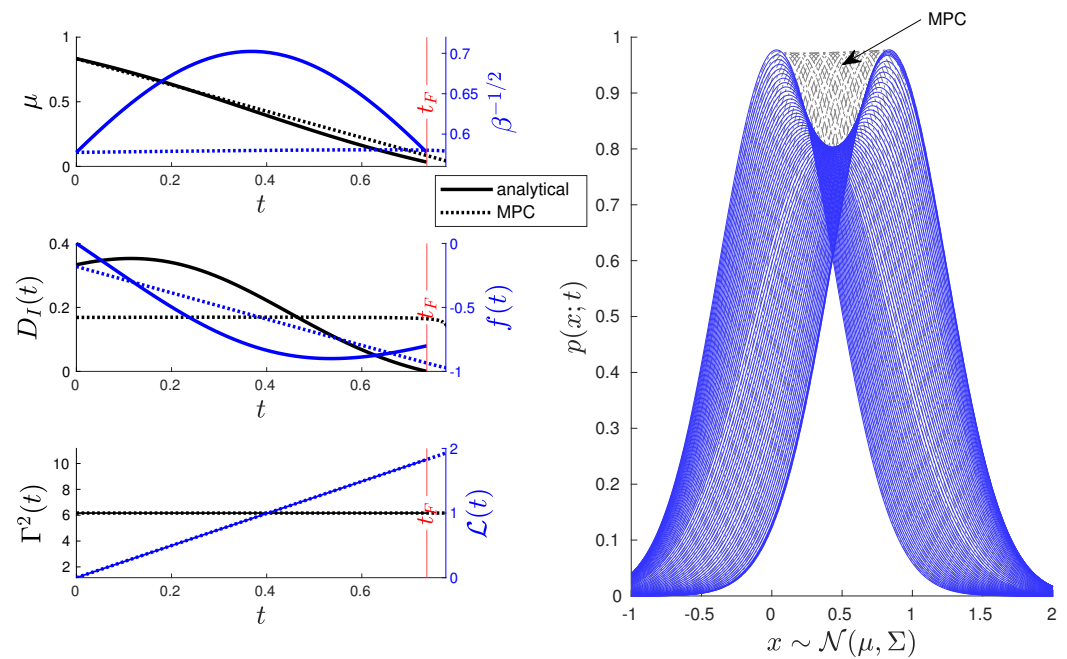 1
0.5
0
μ
0
0.2
0.4
0.6
t
0.7
0.65
0.6
β^{-1/2}
t_F
analytical
MPC
0.4
0.2
0
D_I(t)
0
0.2
0.4
0.6
t
0
-0.5
-1
f(t)
t_F
10
8
6
4
2
Γ²(t)
0
0.2
0.4
0.6
t
2
1
0
ℒ(t)
t_F
MPC
1
0.9
0.8
0.7
0.6
0.5
0.4
0.3
0.2
0.1
0
p(x; t)
-1
-0.5
0
0.5
1
1.5
2
x ∼ 𝒩(μ, Σ)